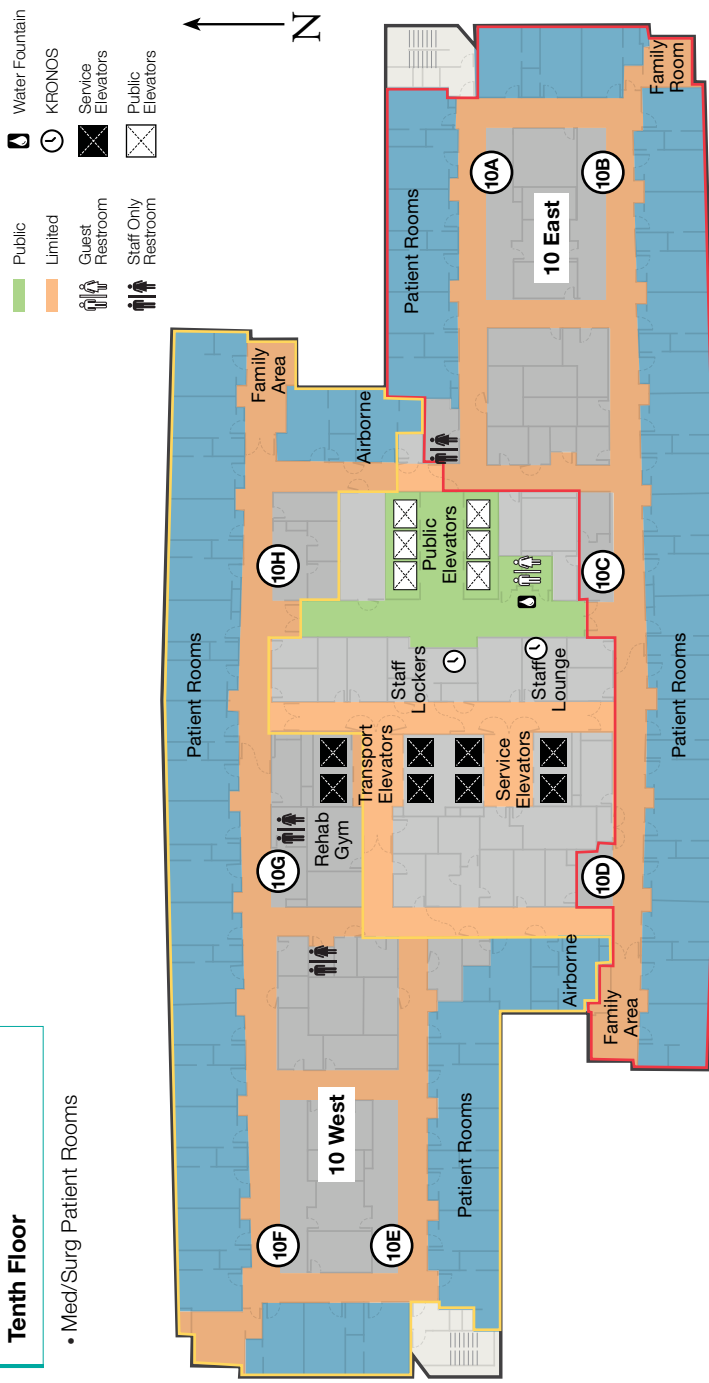 Tenth Floor
• Med/Surg Patient Rooms
Public
Limited
Guest
Restroom
Staff Only
Restroom
Water Fountain
KRONOS
Service
Elevators
Public
Elevators
N
Patient Rooms
Family
Area
Airborne
10F
10G
10H
10 West
10E
Rehab
Gym
Transport
Elevators
Staff
Lockers
Public
Elevators
Patient Rooms
Airborne
Family
Area
Service
Elevators
Staff
Lounge
10D
10C
Patient Rooms
10A
10 East
10B
Family
Room
Patient Rooms